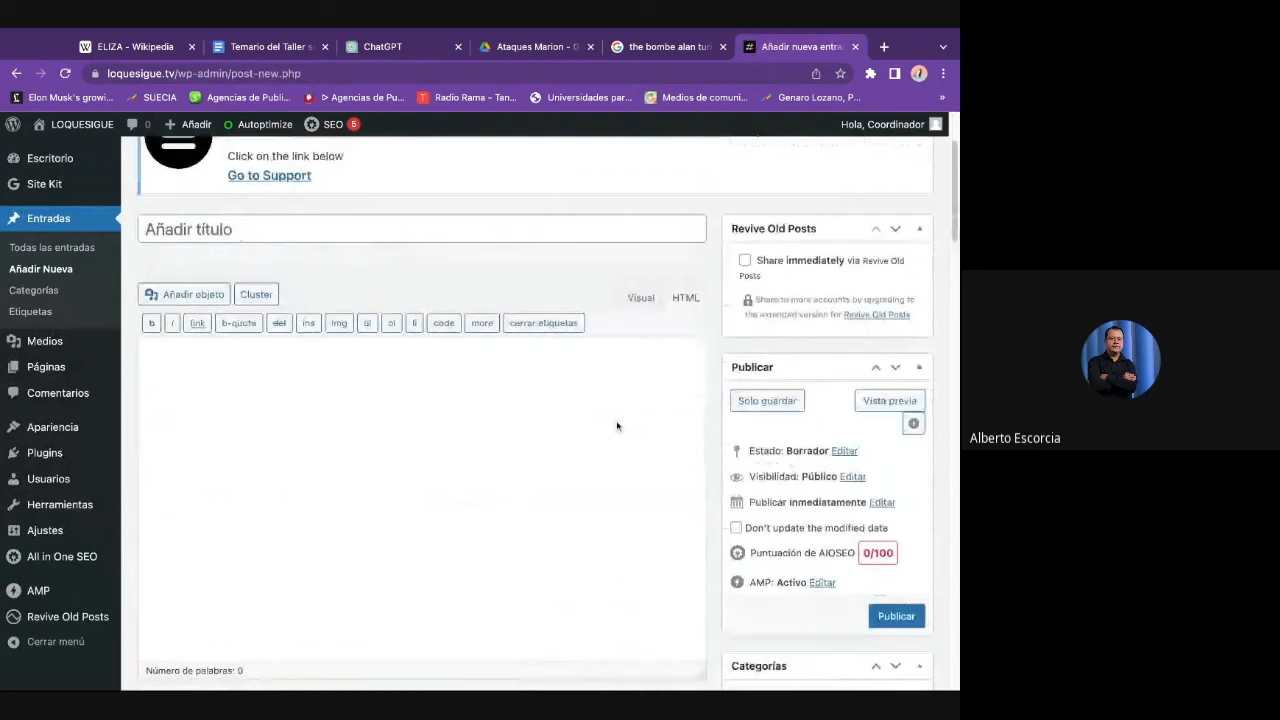 ELIZA - Wikipedia
Temario del Taller s
ChatGPT
Ataques Marion - G
the bombe alan tur
Añadir nueva entra
loquesigue.tv/wp-admin/post-new.php
Elon Musk's growi...
SUECIA
Agencias de Publi...
Agencias de Pu...
Radio Rama - Tan...
Universidades par...
Medios de comuni...
Genaro Lozano, P...
»
LOQUESIGUE
0
Añadir
Autoptimize
SEO 5
Hola, Coordinador
Escritorio
Site Kit
Entradas
Todas las entradas
Añadir Nueva
Categorías
Etiquetas
Medios
Páginas
Comentarios
Apariencia
Plugins
Usuarios
Herramientas
Ajustes
All in One SEO
AMP
Revive Old Posts
Cerrar menú
Click on the link below
Go to Support
Añadir título
Añadir objeto
Cluster
Visual
HTML
b
i
link
b-quote
del
ins
img
ul
ol
li
code
more
cerrar etiquetas
Número de palabras: 0
Revive Old Posts
Share immediately via Revive Old
Posts
Share to more accounts by upgrading to
the extended version for Revive Old Posts
Publicar
Solo guardar
Vista previa
Estado: Borrador Editar
Visibilidad: Público Editar
Publicar inmediatamente Editar
Don't update the modified date
Puntuación de AIOSEO 0/100
AMP: Activo Editar
Publicar
Categorías
Alberto Escorcia